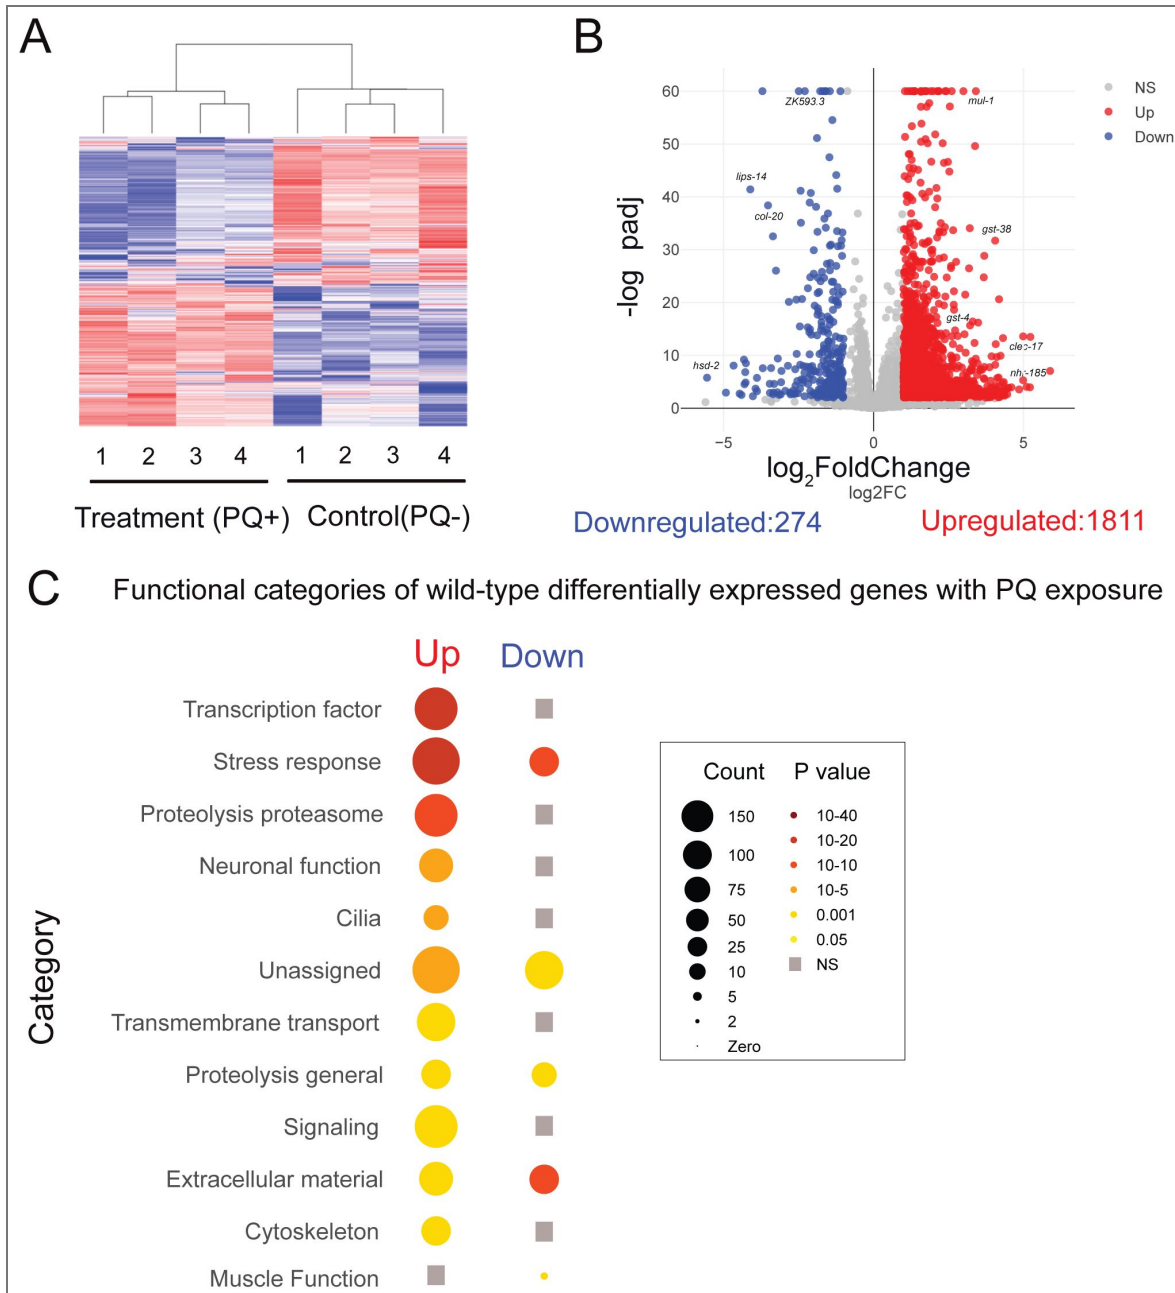 A
1 2 3 4 1 2 3 4
Treatment (PQ+) Control(PQ-)
B
60
50
40
30
20
10
0
-log padj
ZK593.3
mul-1
lips-14
col-20
gst-38
gst-4
clec-17
hsd-2
nhr-185
NS
Up
Down
−5 0 5
log2FoldChange
log2FC
Downregulated:274 Upregulated:1811
C Functional categories of wild-type differentially expressed genes with PQ exposure
Up Down
Category
Transcription factor
Stress response
Proteolysis proteasome
Neuronal function
Cilia
Unassigned
Transmembrane transport
Proteolysis general
Signaling
Extracellular material
Cytoskeleton
Muscle Function
Count P value
150 10-40
100 10-20
75 10-10
50 10-5
25 0.001
10 0.05
5 NS
2
Zero